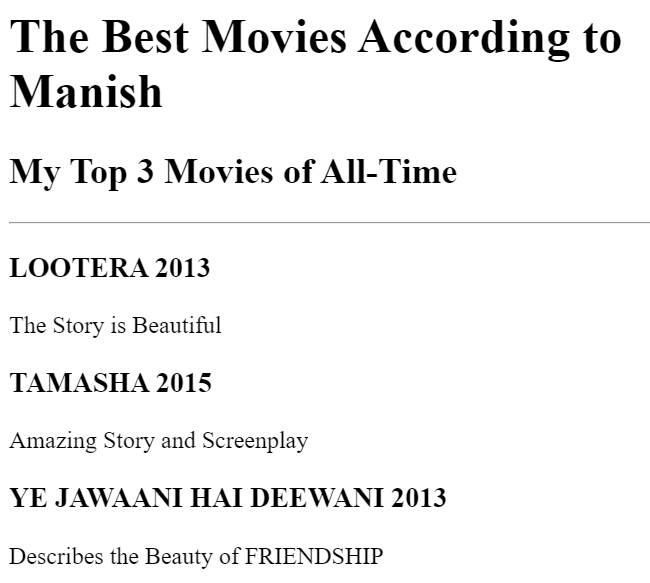 The Best Movies According to
Manish
My Top 3 Movies of All-Time
LOOTERA 2013
The Story is Beautiful
TAMASHA 2015
Amazing Story and Screenplay
YE JAWAANI HAI DEEWANI 2013
Describes the Beauty of FRIENDSHIP